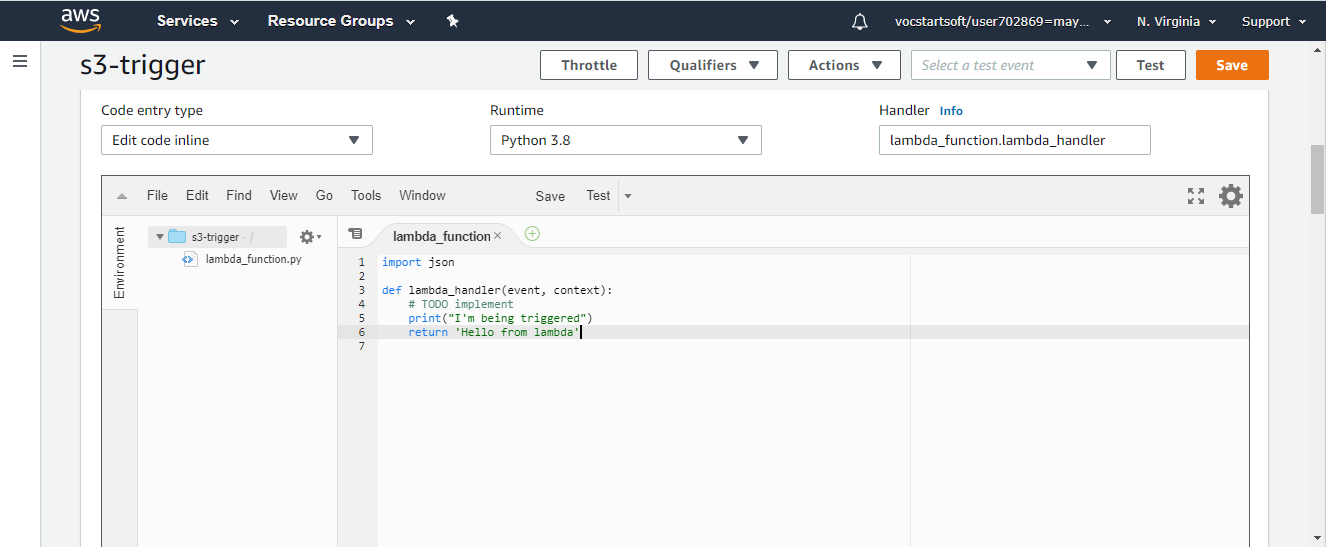 aws Services Resource Groups vocstartsoft/user702869=may... N. Virginia Support
s3-trigger Throttle Qualifiers Actions Select a test event Test Save
Code entry type Runtime Handler Info
Edit code inline Python 3.8 lambda_function.lambda_handler
File Edit Find View Go Tools Window Save Test
Environment
s3-trigger - /
lambda_function.py
lambda_function ×
1 import json
2
3 def lambda_handler(event, context):
4 # TODO implement
5 print("I'm being triggered")
6 return 'Hello from lambda'
7